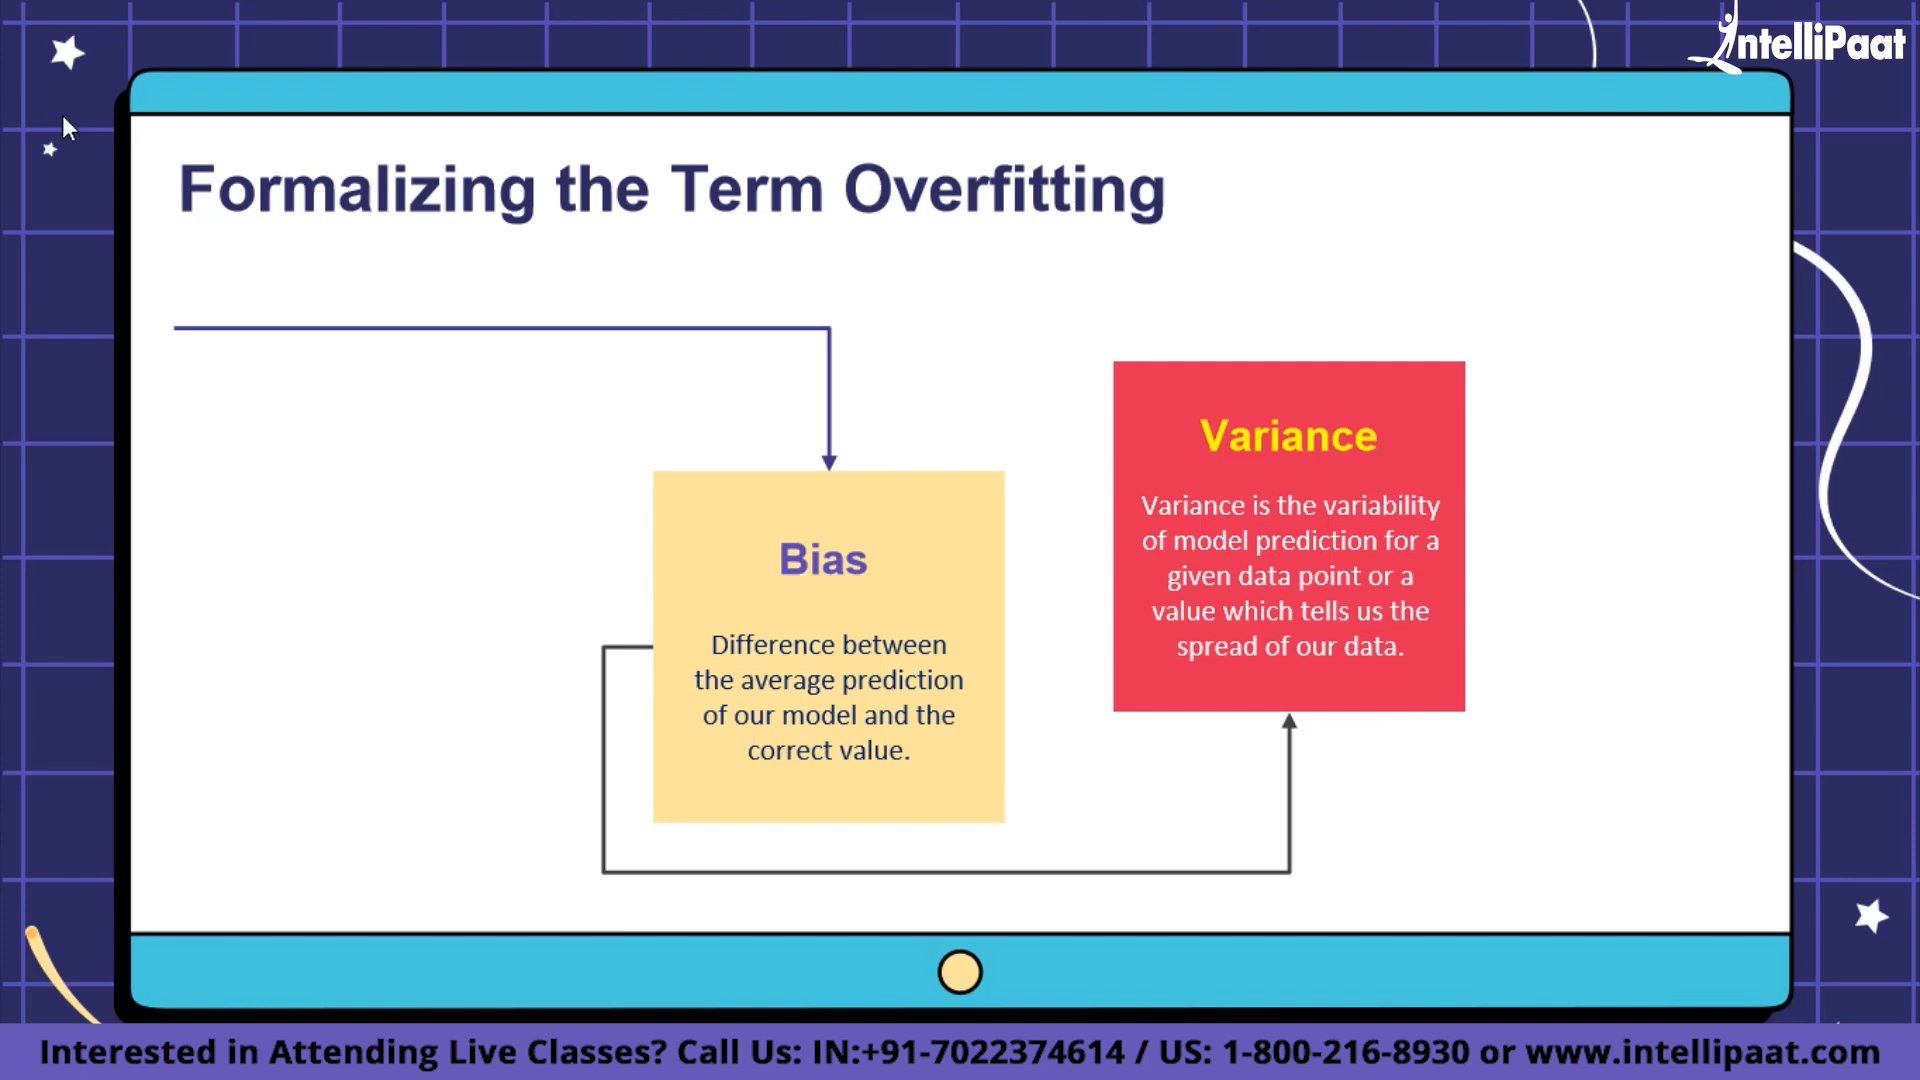 IntelliPaat
Formalizing the Term Overfitting
Bias
Difference between
the average prediction
of our model and the
correct value.
Variance
Variance is the variability
of model prediction for a
given data point or a
value which tells us the
spread of our data.
Interested in Attending Live Classes? Call Us: IN:+91-7022374614 / US: 1-800-216-8930 or www.intellipaat.com